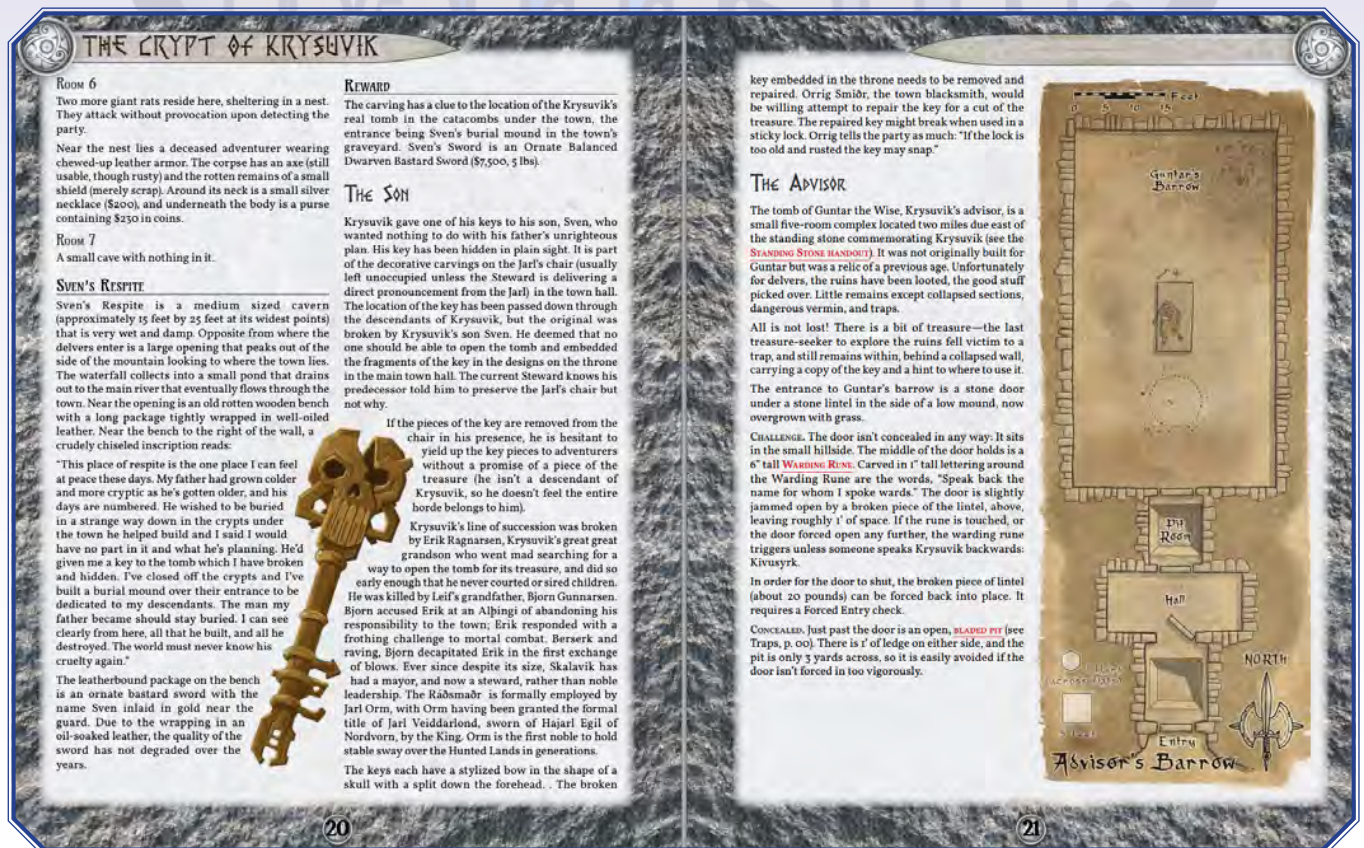 THE CRYPT OF KRYSUVIK
Room 6
Two more giant rats reside here, sheltering in a nest.
They attack without provocation upon detecting the
party.
Near the nest lies a deceased adventurer wearing
chewed-up leather armor. The corpse has an axe (still
usable, though rusty) and the rotten remains of a small
shield (merely scrap). Around its neck is a small silver
necklace ($200), and underneath the body is a purse
containing $230 in coins.
Room 7
A small cave with nothing in it.
Sven's Respite
Sven's Respite is a medium sized cavern
(approximately 15 feet by 25 feet at its widest points)
that is very wet and damp. Opposite from where the
delvers enter is a large opening that peaks out of the
side of the mountain looking to where the town lies.
The waterfall collects into a small pond that drains
out to the main river that eventually flows through the
town. Near the opening is an old rotten wooden bench
with a long package tightly wrapped in well-oiled
leather. Near the bench to the right of the wall, a
crudely chiseled inscription reads:
"This place of respite is the one place I can feel
at peace these days. My father had grown colder
and more cryptic as he's gotten older, and his
days are numbered. He wished to be buried
in a strange way down in the crypts under
the town he helped build and I said I would
have no part in it and what he's planning. He'd
given me a key to the tomb which I have broken
and hidden. I've closed off the crypts and I've
built a burial mound over their entrance to be
dedicated to my descendants. The man my
father became should stay buried. I can see
clearly from here, all that he built, and all he
destroyed. The world must never know his
cruelty again."
The leatherbound package on the bench
is an ornate bastard sword with the
name Sven inlaid in gold near the
guard. Due to the wrapping in an
oil-soaked leather, the quality of the
sword has not degraded over the
years.
Reward
The carving has a clue to the location of the Krysuvik's
real tomb in the catacombs under the town, the
entrance being Sven's burial mound in the town's
graveyard. Sven's Sword is an Ornate Balanced
Dwarven Bastard Sword ($7,500, 5 lbs).
The Son
Krysuvik gave one of his keys to his son, Sven, who
wanted nothing to do with his father's unrighteous
plan. His key has been hidden in plain sight. It is part
of the decorative carvings on the Jarl's chair (usually
left unoccupied unless the Steward is delivering a
direct pronouncement from the Jarl) in the town hall.
The location of the key has been passed down through
the descendants of Krysuvik, but the original was
broken by Krysuvik's son Sven. He deemed that no
one should be able to open the tomb and embedded
the fragments of the key in the designs on the throne
in the main town hall. The current Steward knows his
predecessor told him to preserve the Jarl's chair but
not why.
If the pieces of the key are removed from the
chair in his presence, he is hesitant to
yield up the key pieces to adventurers
without a promise of a piece of the
treasure (he isn't a descendant of
Krysuvik, so he doesn't feel the entire
horde belongs to him).
Krysuvik's line of succession was broken
by Erik Ragnarsen, Krysuvik's great great
grandson who went mad searching for a
way to open the tomb for its treasure, and did so
early enough that he never courted or sired children.
He was killed by Leif's grandfather, Bjorn Gunnarsen.
Bjorn accused Erik at an Alþingi of abandoning his
responsibility to the town; Erik responded with a
frothing challenge to mortal combat. Berserk and
raving, Bjorn decapitated Erik in the first exchange
of blows. Ever since despite its size, Skalavik has
had a mayor, and now a steward, rather than noble
leadership. The Ráðsmaðr is formally employed by
Jarl Orm, with Orm having been granted the formal
title of Jarl Veiddarlond, sworn of Hajarl Egil of
Nordvorn, by the King. Orm is the first noble to hold
stable sway over the Hunted Lands in generations.
The keys each have a stylized bow in the shape of a
skull with a split down the forehead. . The broken
20
key embedded in the throne needs to be removed and
repaired. Orrig Smiðr, the town blacksmith, would
be willing attempt to repair the key for a cut of the
treasure. The repaired key might break when used in a
sticky lock. Orrig tells the party as much: "If the lock is
too old and rusted the key may snap."
The Advisor
The tomb of Guntar the Wise, Krysuvik's advisor, is a
small five-room complex located two miles due east of
the standing stone commemorating Krysuvik (see the
Standing Stone handout). It was not originally built for
Guntar but was a relic of a previous age. Unfortunately
for delvers, the ruins have been looted, the good stuff
picked over. Little remains except collapsed sections,
dangerous vermin, and traps.
All is not lost! There is a bit of treasure—the last
treasure-seeker to explore the ruins fell victim to a
trap, and still remains within, behind a collapsed wall,
carrying a copy of the key and a hint to where to use it.
The entrance to Guntar's barrow is a stone door
under a stone lintel in the side of a low mound, now
overgrown with grass.
Challenge. The door isn't concealed in any way: It sits
in the small hillside. The middle of the door holds is a
6" tall Warding Rune. Carved in 1" tall lettering around
the Warding Rune are the words, "Speak back the
name for whom I spoke wards." The door is slightly
jammed open by a broken piece of the lintel, above,
leaving roughly 1' of space. If the rune is touched, or
the door forced open any further, the warding rune
triggers unless someone speaks Krysuvik backwards:
Kivusyrk.
In order for the door to shut, the broken piece of lintel
(about 20 pounds) can be forced back into place. It
requires a Forced Entry check.
Concealed. Just past the door is an open, bladed pit (see
Traps, p. 00). There is 1' of ledge on either side, and the
pit is only 3 yards across, so it is easily avoided if the
door isn't forced in too vigorously.
Feet
0 5 10 15
Guntar's
Barrow
Pit
Room
Hall
NORTH
across
5 feet
Entry
Advisor's Barrow
21